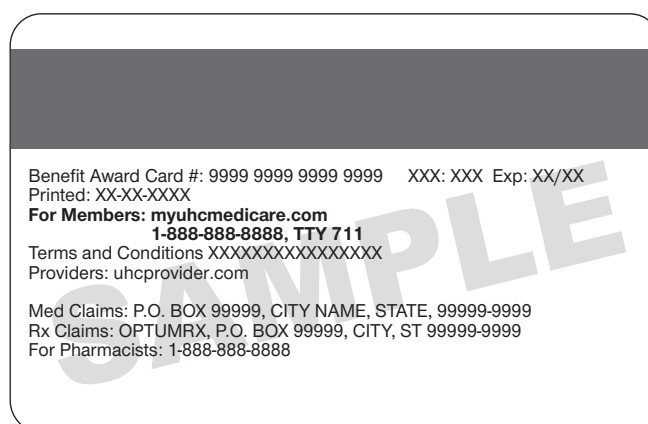 Benefit Award Card #: 9999 9999 9999 9999 XXX: XXX Exp: XX/XX
Printed: XX-XX-XXXX
For Members: myuhcmedicare.com
1-888-888-8888, TTY 711
Terms and Conditions XXXXXXXXXXXXXXXX
Providers: uhcprovider.com
Med Claims: P.O. BOX 99999, CITY NAME, STATE, 99999-9999
Rx Claims: OPTUMRX, P.O. BOX 99999, CITY, ST 99999-9999
For Pharmacists: 1-888-888-8888
SAMPLE